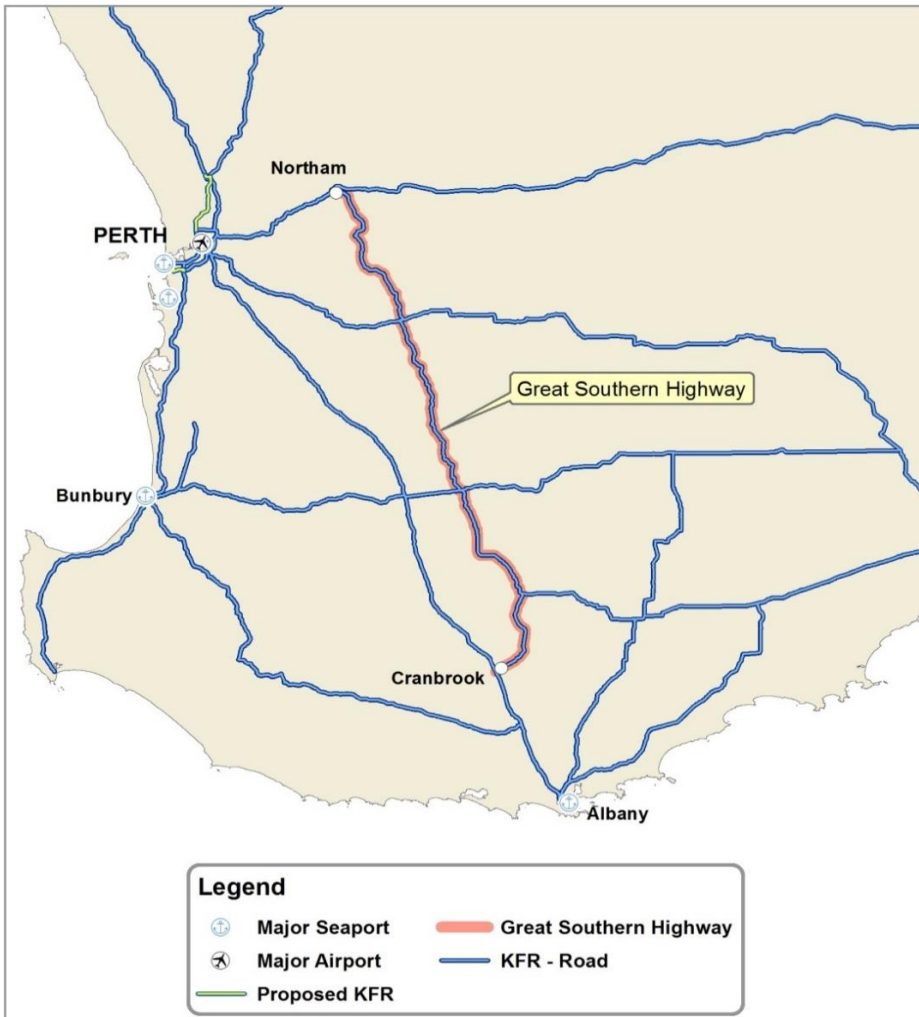 Northam
PERTH
Great Southern Highway
Bunbury
Cranbrook
Albany
Legend
Major Seaport
Great Southern Highway
Major Airport
KFR - Road
Proposed KFR